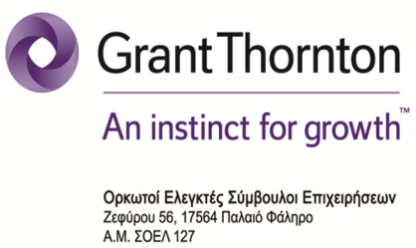 Grant Thornton
An instinct for growth™
Ορκωτοί Ελεγκτές Σύμβουλοι Επιχειρήσεων
Ζεφύρου 56, 17564 Παλαιό Φάληρο
Α.Μ. ΣΟΕΛ 127